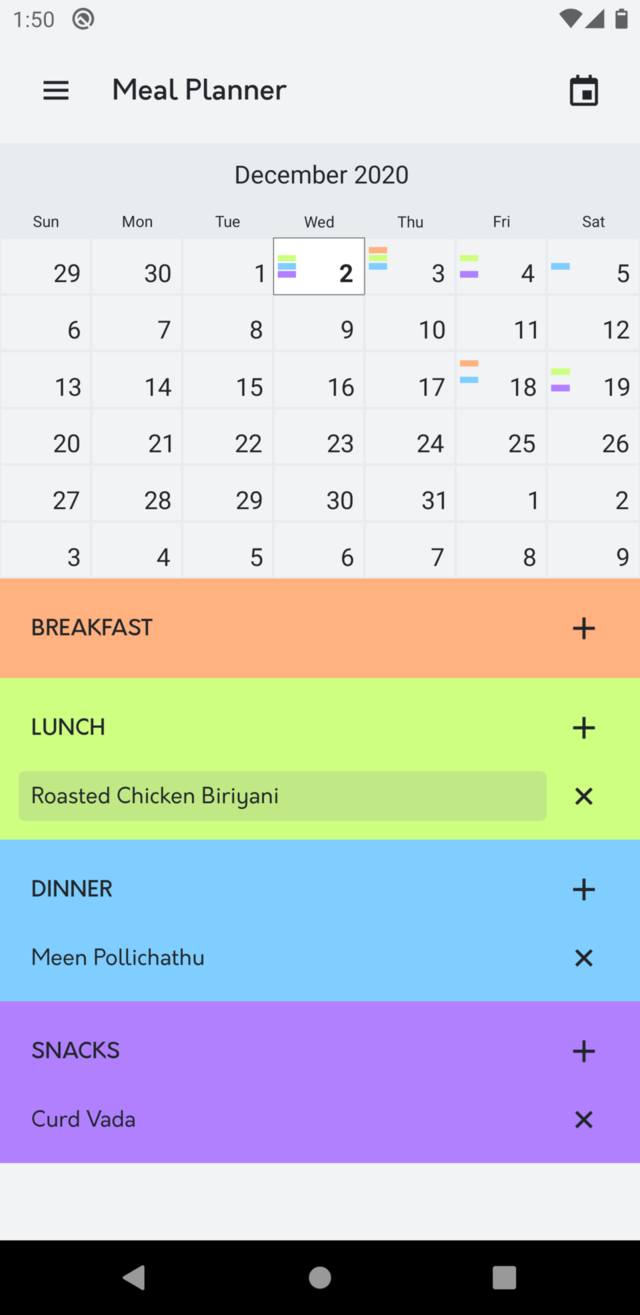 1:50
Meal Planner
December 2020
Sun Mon Tue Wed Thu Fri Sat
29 30 1 2 3 4 5
6 7 8 9 10 11 12
13 14 15 16 17 18 19
20 21 22 23 24 25 26
27 28 29 30 31 1 2
3 4 5 6 7 8 9
BREAKFAST
LUNCH
Roasted Chicken Biriyani
DINNER
Meen Pollichathu
SNACKS
Curd Vada